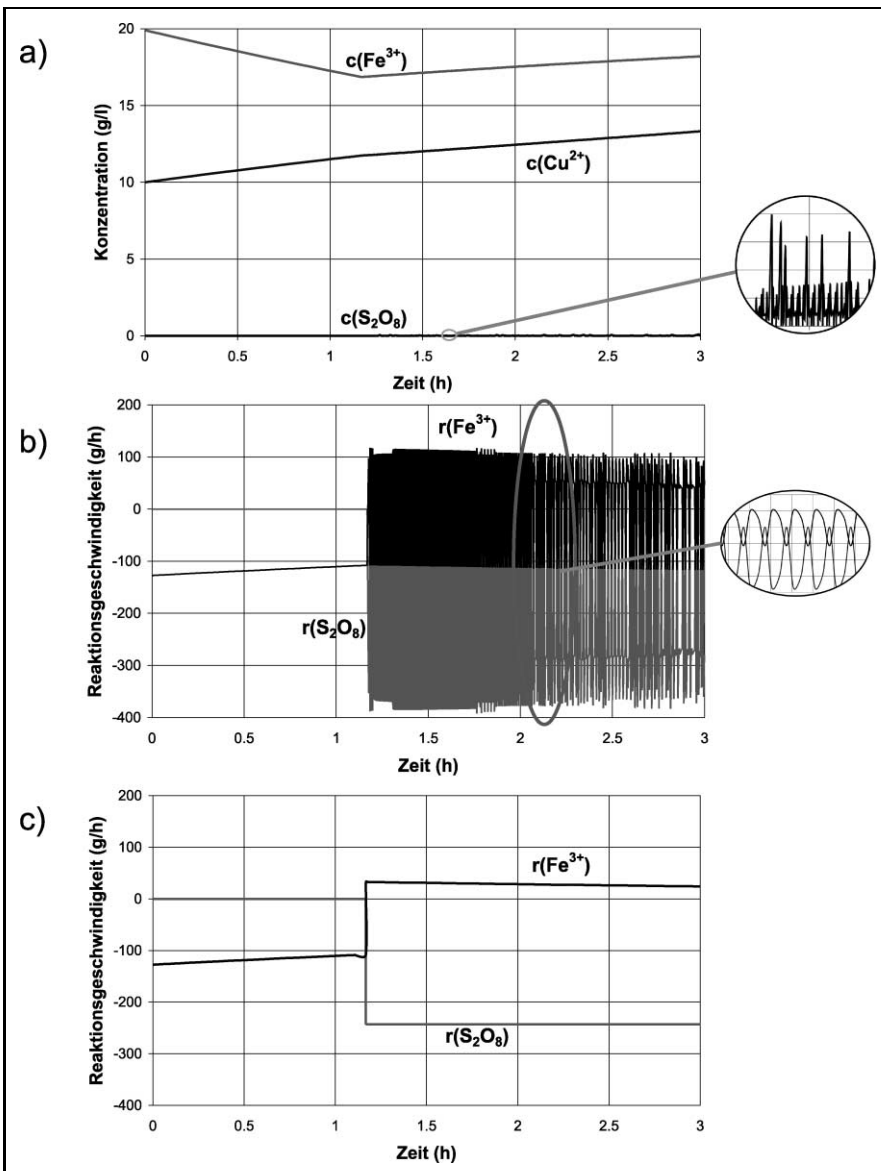 a)
Konzentration (g/l)
20
15
10
5
0
c(Fe³⁺)
c(Cu²⁺)
c(S₂O₈)
0 0.5 1 1.5 2 2.5 3
Zeit (h)
b)
Reaktionsgeschwindigkeit (g/h)
200
100
0
-100
-200
-300
-400
r(Fe³⁺)
r(S₂O₈)
0 0.5 1 1.5 2 2.5 3
Zeit (h)
c)
Reaktionsgeschwindigkeit (g/h)
200
100
0
-100
-200
-300
-400
r(Fe³⁺)
r(S₂O₈)
0 0.5 1 1.5 2 2.5 3
Zeit (h)